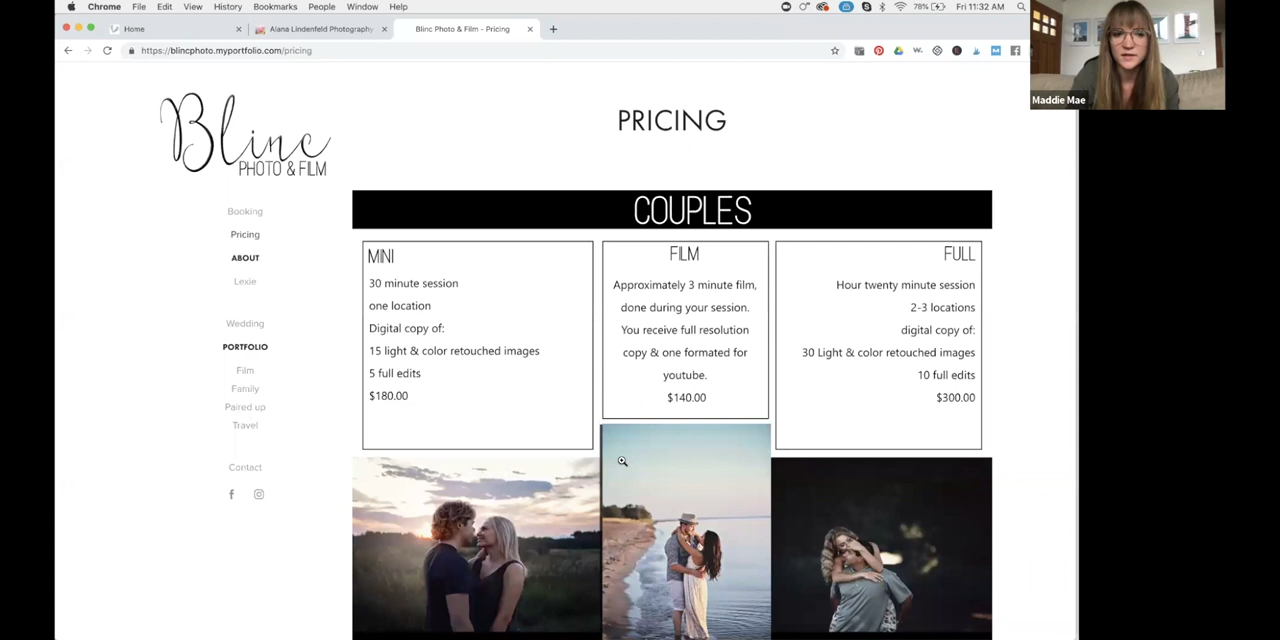 Chrome File Edit View History Bookmarks People Window Help 78% Fri 11:32 AM
Home Alana Lindenfeld Photography Blinc Photo & Film - Pricing
https://blincphoto.myportfolio.com/pricing
Maddie Mae
Blinc
PHOTO & FILM
Booking
Pricing
ABOUT
Lexie
Wedding
PORTFOLIO
Film
Family
Paired up
Travel
Contact
PRICING
COUPLES
MINI
30 minute session
one location
Digital copy of:
15 light & color retouched images
5 full edits
$180.00
FILM
Approximately 3 minute film,
done during your session.
You receive full resolution
copy & one formated for
youtube.
$140.00
FULL
Hour twenty minute session
2-3 locations
digital copy of:
30 Light & color retouched images
10 full edits
$300.00